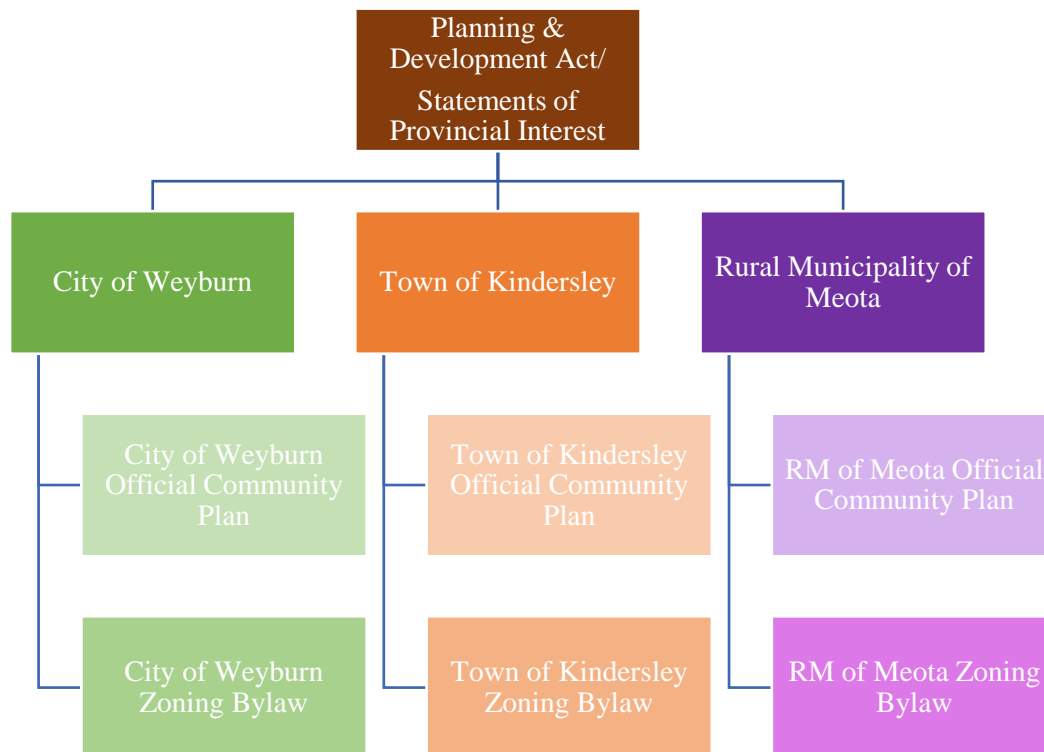 Planning &
Development Act/
Statements of
Provincial Interest
City of Weyburn
Town of Kindersley
Rural Municipality of
Meota
City of Weyburn
Official Community
Plan
Town of Kindersley
Official Community
Plan
RM of Meota Official
Community Plan
City of Weyburn
Zoning Bylaw
Town of Kindersley
Zoning Bylaw
RM of Meota Zoning
Bylaw